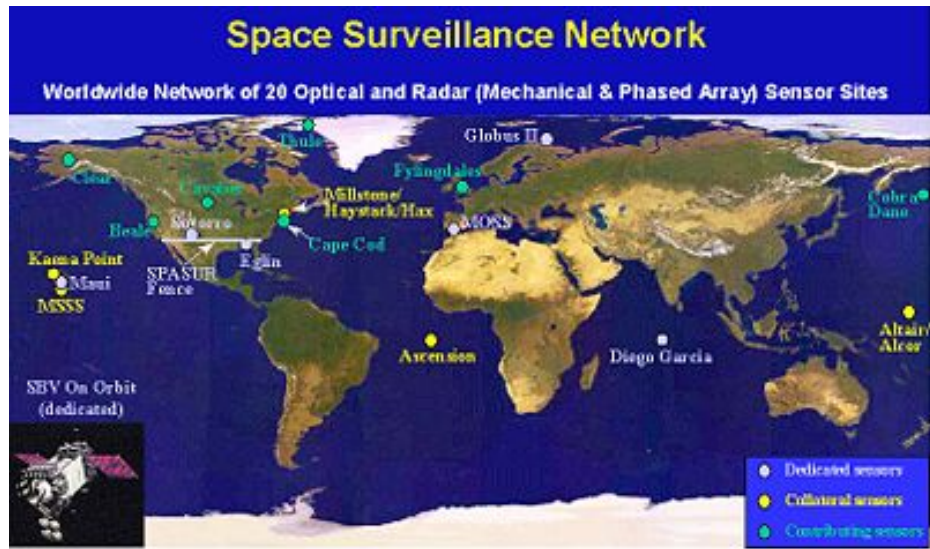 Space Surveillance Network
Worldwide Network of 20 Optical and Radar (Mechanical & Phased Array) Sensor Sites
Thule
Globus II
Clear
Cavalier
Fylingdales
Millstone/
Haystack/Hax
Cobra
Dane
Beale
Socorro
MOSS
Cape Cod
Eglin
Kaena Point
SPASUR
Fence
Maui
MSSS
Altair/
Alcor
Ascension
Diego Garcia
SBV On Orbit
(dedicated)
Dedicated sensors
Collateral sensors
Contributing sensors